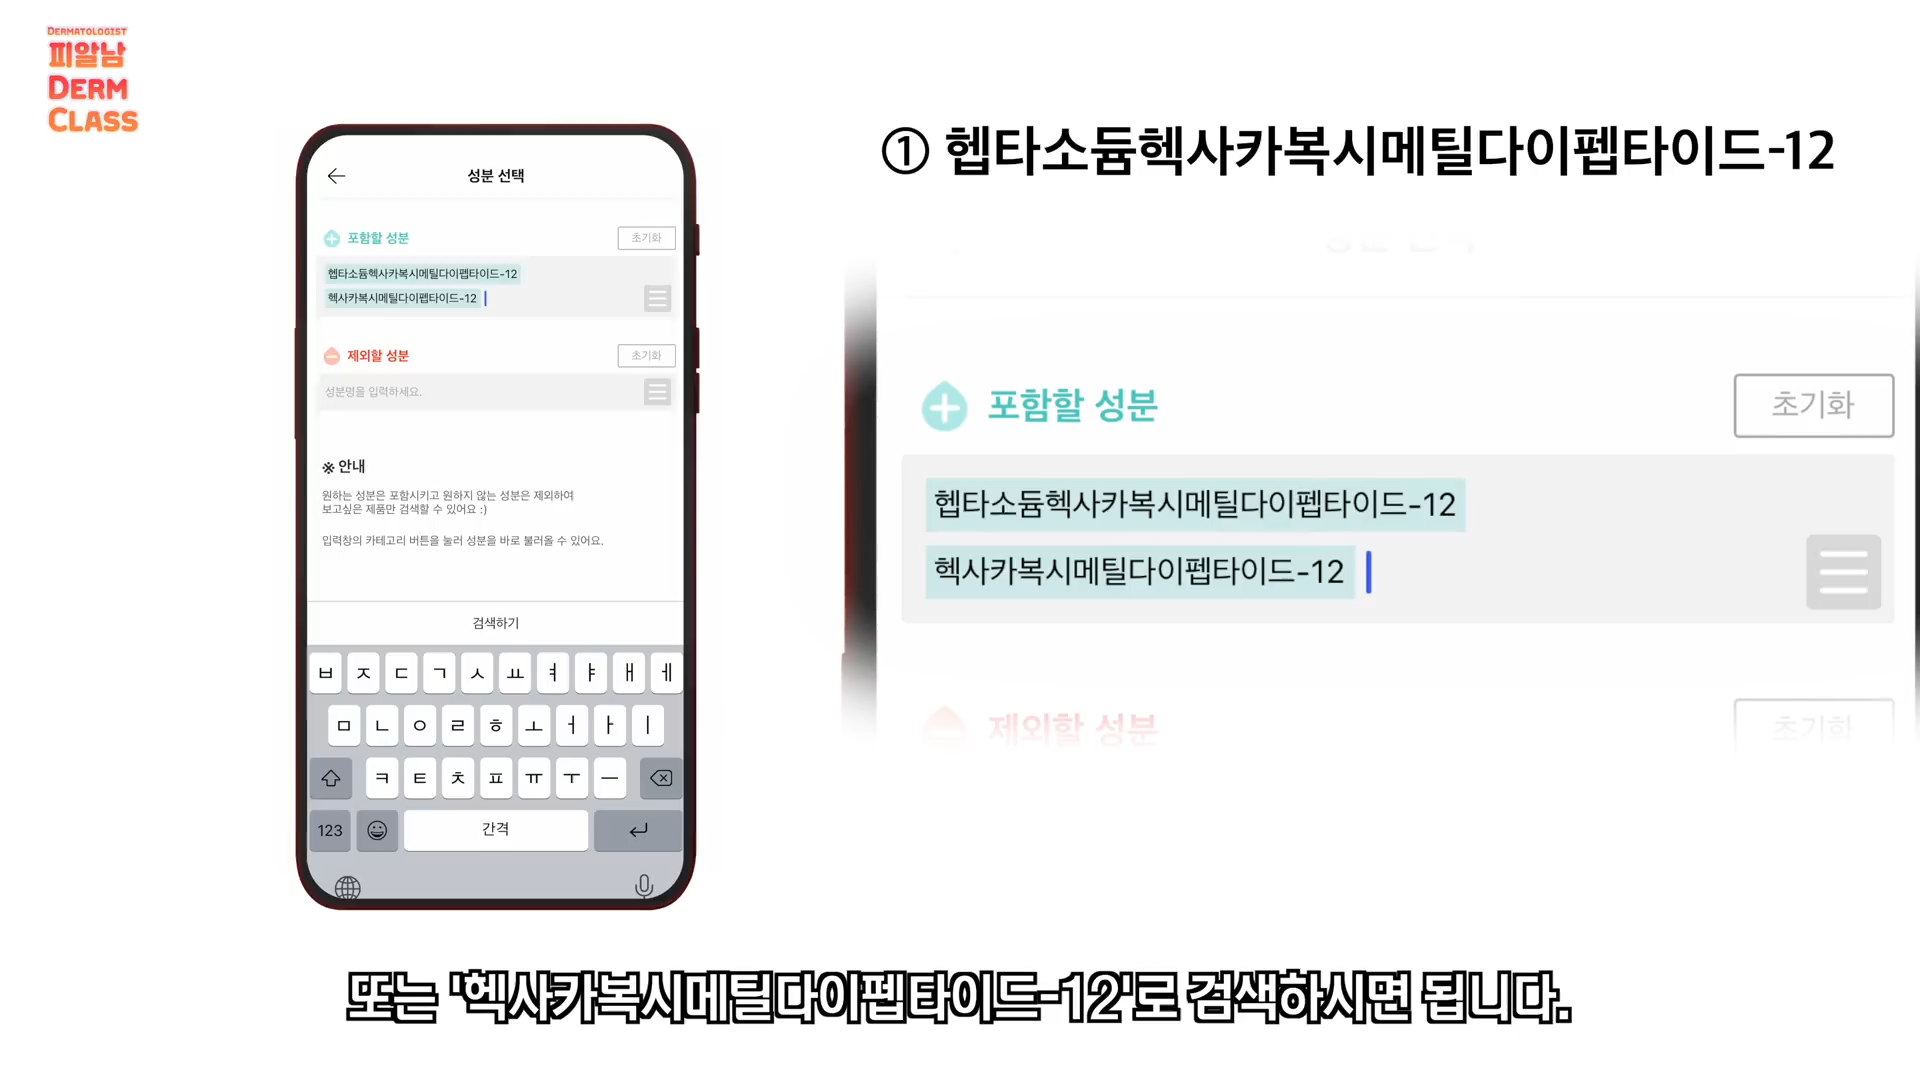 DERMATOLOGIST
피알남
DERM
CLASS
성분 선택
포함할 성분
초기화
헵타소듐헥사카복시메틸다이펩타이드-12
헥사카복시메틸다이펩타이드-12
제외할 성분
초기화
성분명을 입력하세요.
※ 안내
원하는 성분은 포함시키고 원하지 않는 성분은 제외하여
보고싶은 제품만 검색할 수 있어요 :)
입력창의 카테고리 버튼을 눌러 성분을 바로 불러올 수 있어요.
검색하기
ㅂ ㅈ ㄷ ㄱ ㅅ ㅛ ㅕ ㅑ ㅐ ㅔ
ㅁ ㄴ ㅇ ㄹ ㅎ ㅗ ㅓ ㅏ ㅣ
ㅋ ㅌ ㅊ ㅍ ㅠ ㅜ ㅡ
123 간격
① 헵타소듐헥사카복시메틸다이펩타이드-12
포함할 성분
초기화
헵타소듐헥사카복시메틸다이펩타이드-12
헥사카복시메틸다이펩타이드-12
제외할 성분
초기화
또는 '헥사카복시메틸다이펩타이드-12'로 검색하시면 됩니다.